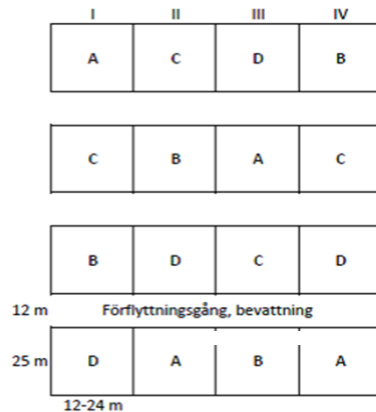 I II III IV
A C D B
C B A C
B D C D
12 m Förflyttningsgång, bevattning
25 m D A B A
12-24 m